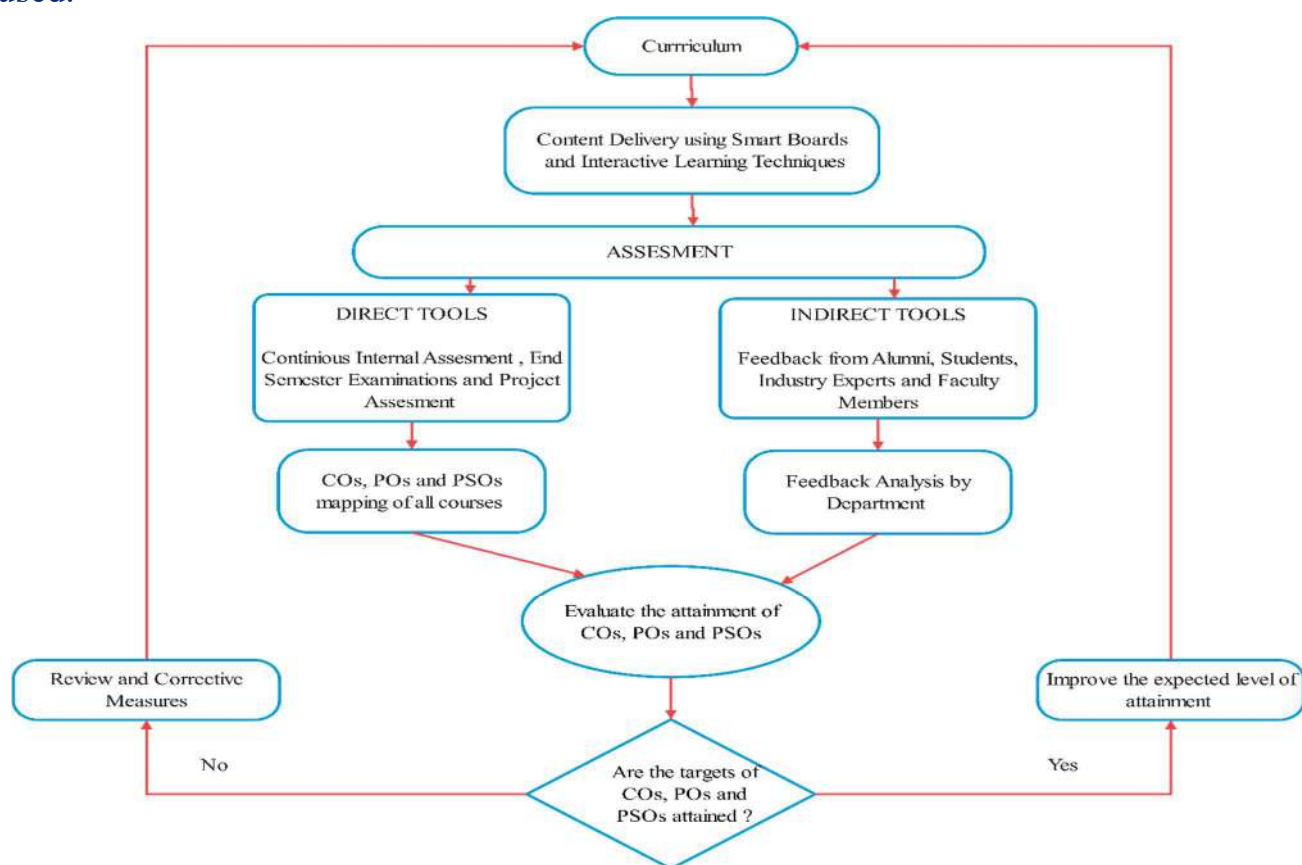 ased.
Currriculum
Content Delivery using Smart Boards
and Interactive Learning Techniques
ASSESMENT
DIRECT TOOLS
Continious Internal Assesment , End
Semester Examinations and Project
Assesment
INDIRECT TOOLS
Feedback from Alumni, Students,
Industry Experts and Faculty
Members
COs, POs and PSOs
mapping of all courses
Feedback Analysis by
Department
Evaluate the attainment of
COs, POs and PSOs
Review and Corrective
Measures
Improve the expected level of
attainment
No
Are the targets of
COs, POs and
PSOs attained ?
Yes